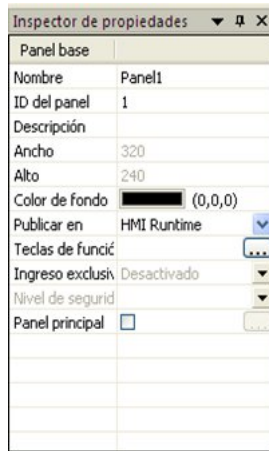 Inspector de propiedades
Panel base
Nombre Panel1
ID del panel 1
Descripción
Ancho 320
Alto 240
Color de fondo (0,0,0)
Publicar en HMI Runtime
Teclas de funció ...
Ingreso exclusiv Desactivado
Nivel de segurid
Panel principal ...